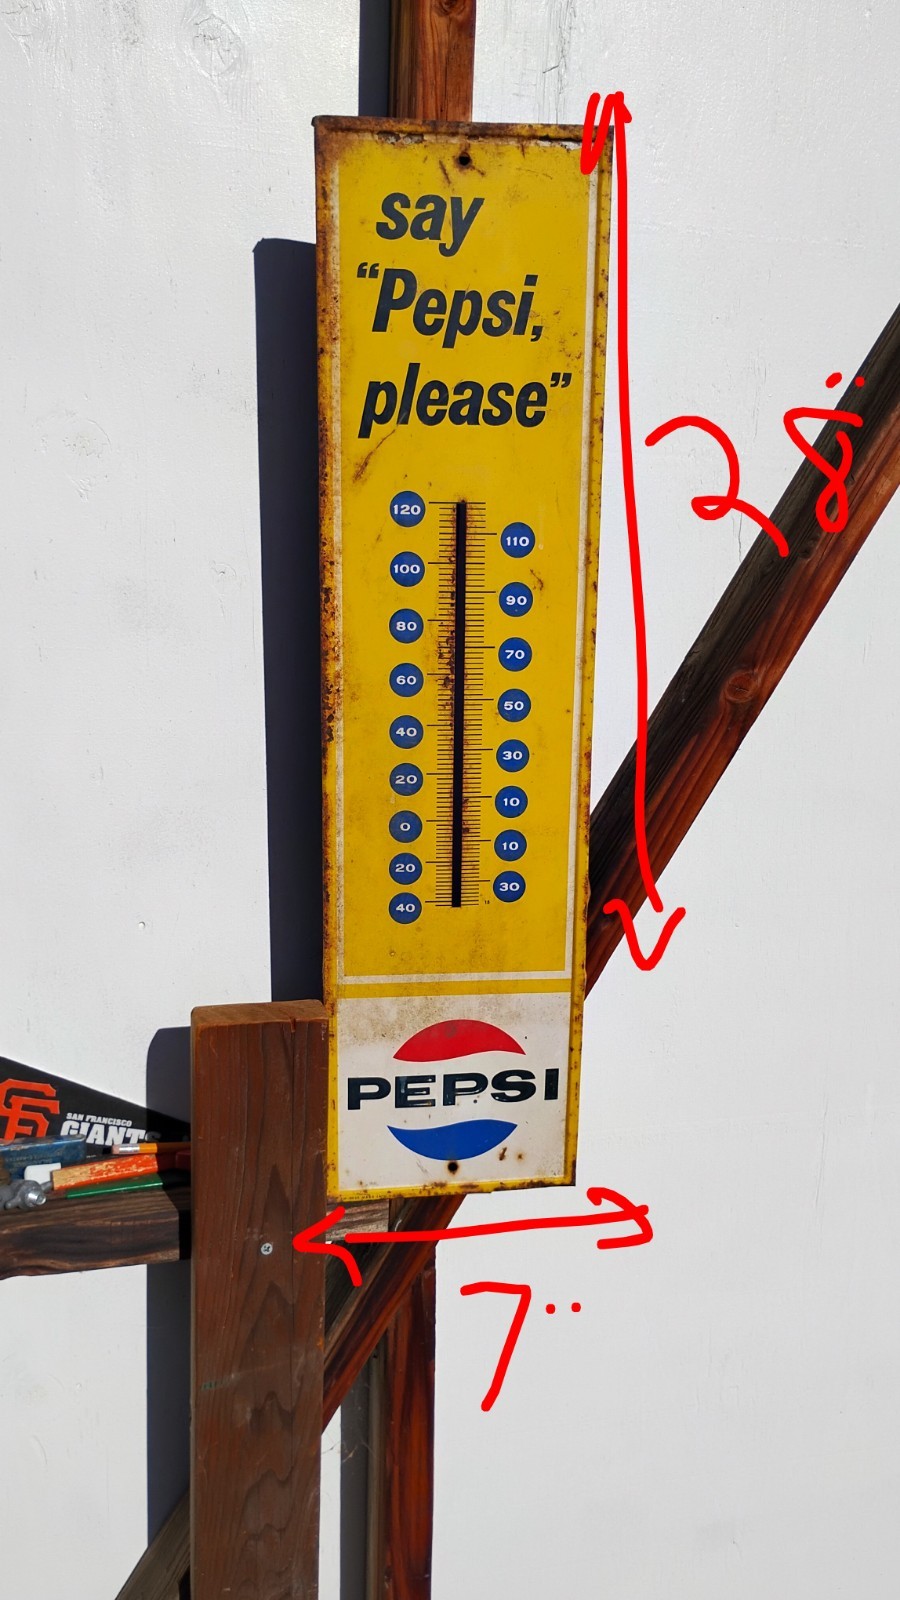 say
“Pepsi,
please”
120
110
100
90
80
70
60
50
40
30
20
10
0
10
20
30
40
PEPSI
28"
7"
SF
SAN FRANCISCO
GIANTS